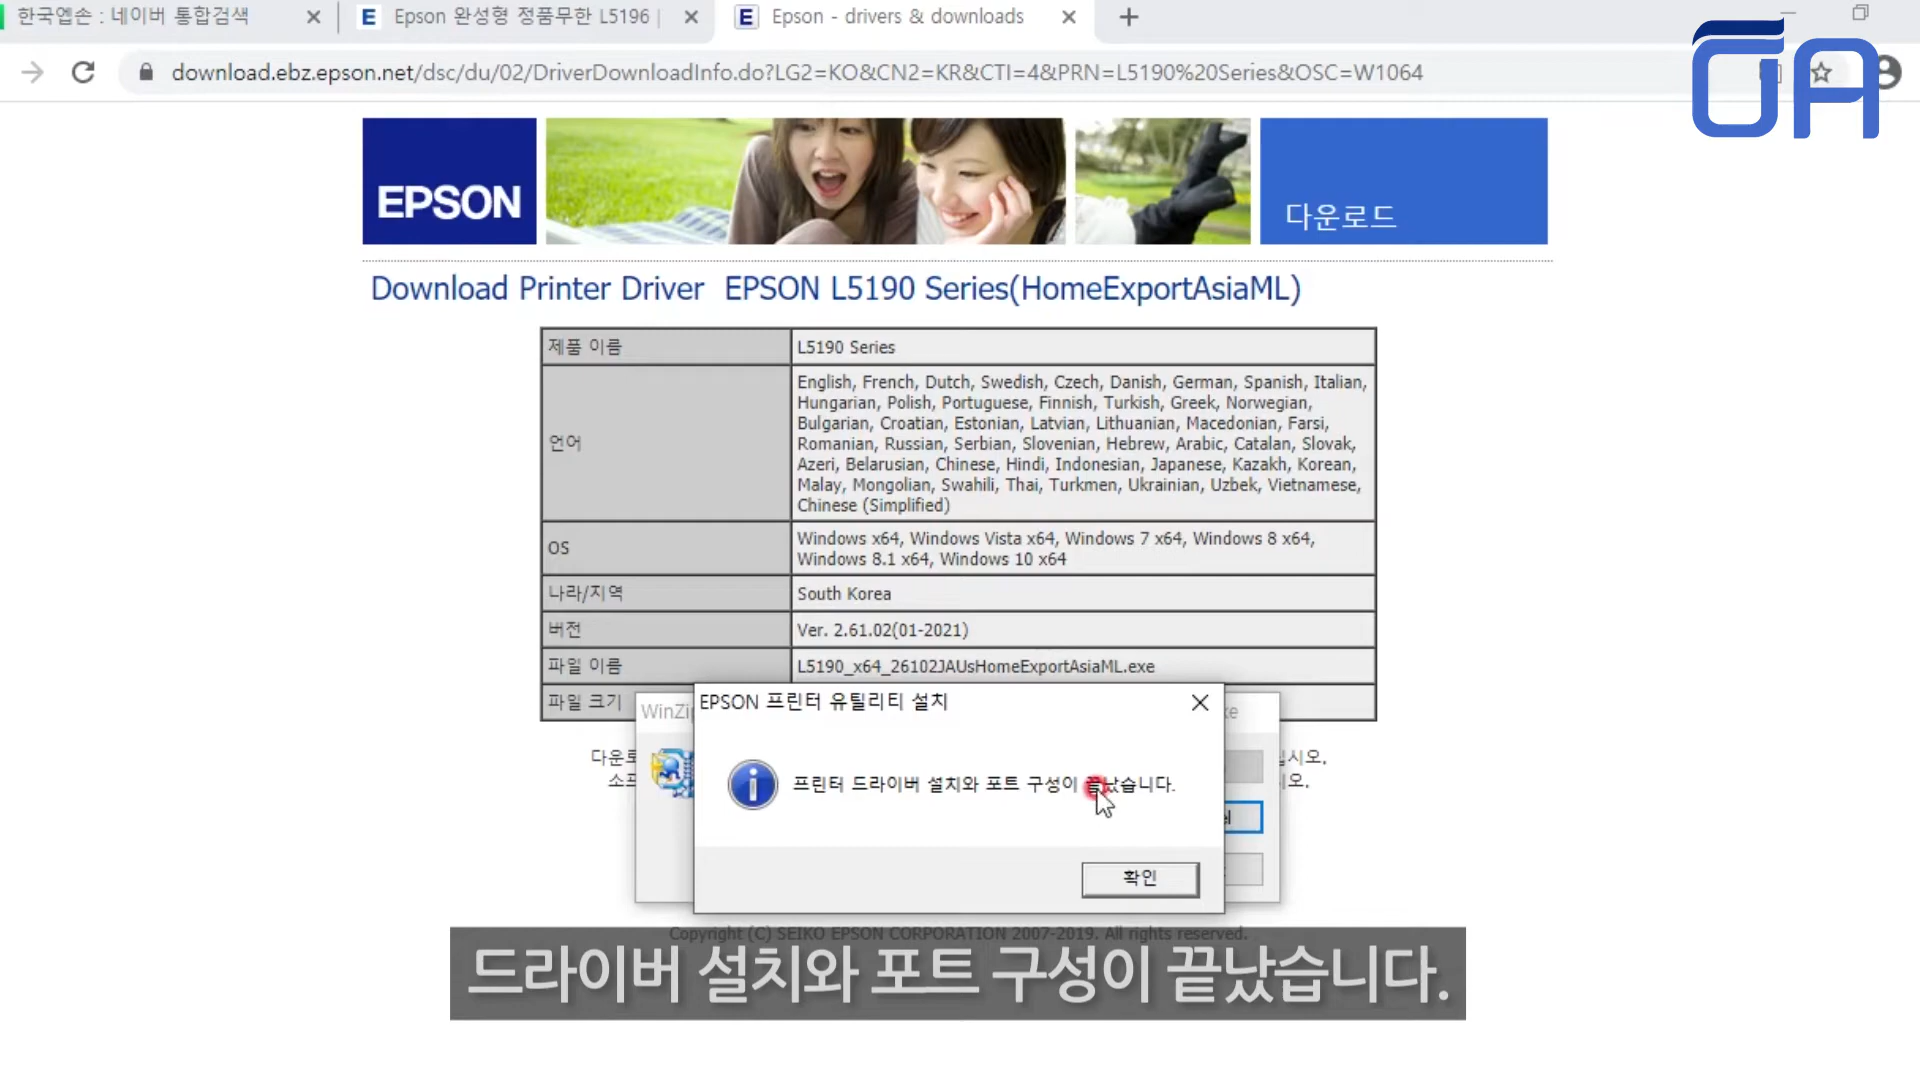 한국엡손 : 네이버 통합검색
Epson 완성형 정품무한 L5196 |
E Epson - drivers & downloads
download.ebz.epson.net/dsc/du/02/DriverDownloadInfo.do?LG2=KO&CN2=KR&CTI=4&PRN=L5190%20Series&OSC=W1064
OA
EPSON
다운로드
Download Printer Driver EPSON L5190 Series(HomeExportAsiaML)
제품 이름 L5190 Series
언어
English, French, Dutch, Swedish, Czech, Danish, German, Spanish, Italian,
Hungarian, Polish, Portuguese, Finnish, Turkish, Greek, Norwegian,
Bulgarian, Croatian, Estonian, Latvian, Lithuanian, Macedonian, Farsi,
Romanian, Russian, Serbian, Slovenian, Hebrew, Arabic, Catalan, Slovak,
Azeri, Belarusian, Chinese, Hindi, Indonesian, Japanese, Kazakh, Korean,
Malay, Mongolian, Swahili, Thai, Turkmen, Ukrainian, Uzbek, Vietnamese,
Chinese (Simplified)
OS
Windows x64, Windows Vista x64, Windows 7 x64, Windows 8 x64,
Windows 8.1 x64, Windows 10 x64
나라/지역 South Korea
버전 Ver. 2.61.02(01-2021)
파일 이름 L5190_x64_26102JAUsHomeExportAsiaML.exe
파일 크기
EPSON 프린터 유틸리티 설치
프린터 드라이버 설치와 포트 구성이 끝났습니다.
확인
Copyright (C) SEIKO EPSON CORPORATION 2007-2019. All rights reserved.
드라이버 설치와 포트 구성이 끝났습니다.